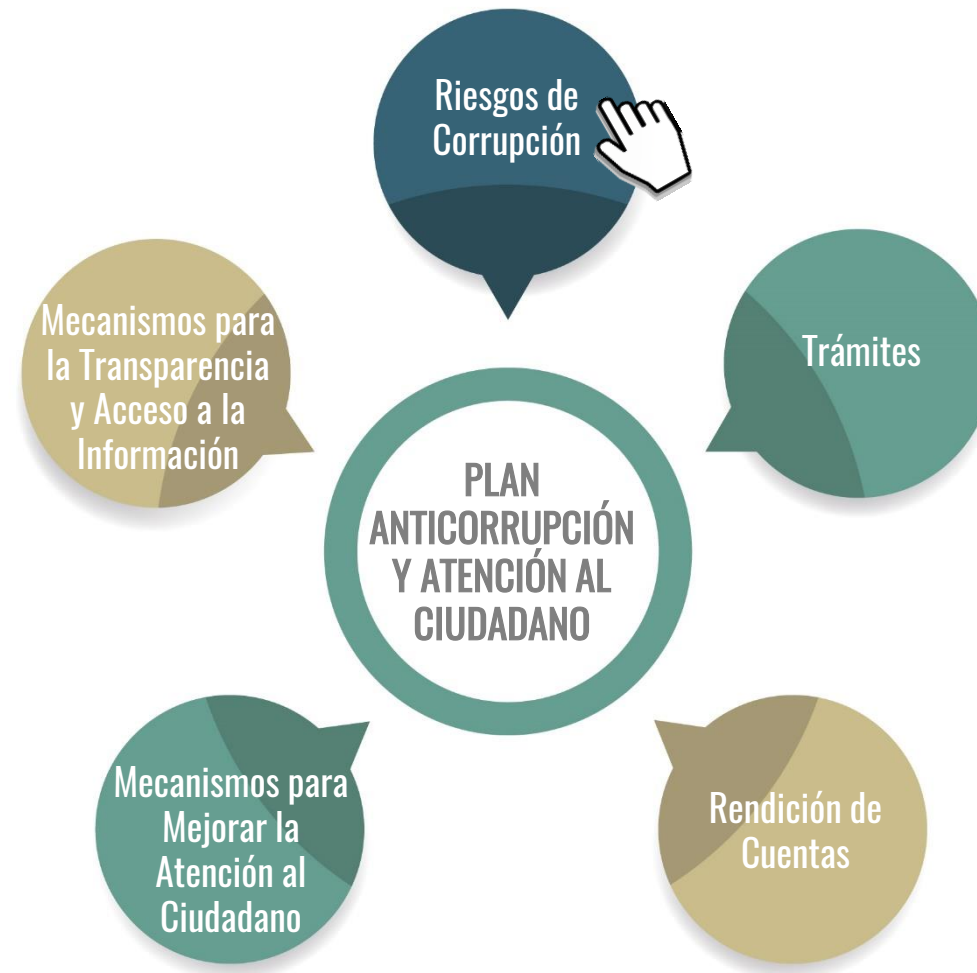 Riesgos de
Corrupción
Mecanismos para
la Transparencia
y Acceso a la
Información
Trámites
PLAN
ANTICORRUPCIÓN
Y ATENCIÓN AL
CIUDADANO
Mecanismos para
Mejorar la
Atención al
Ciudadano
Rendición de
Cuentas